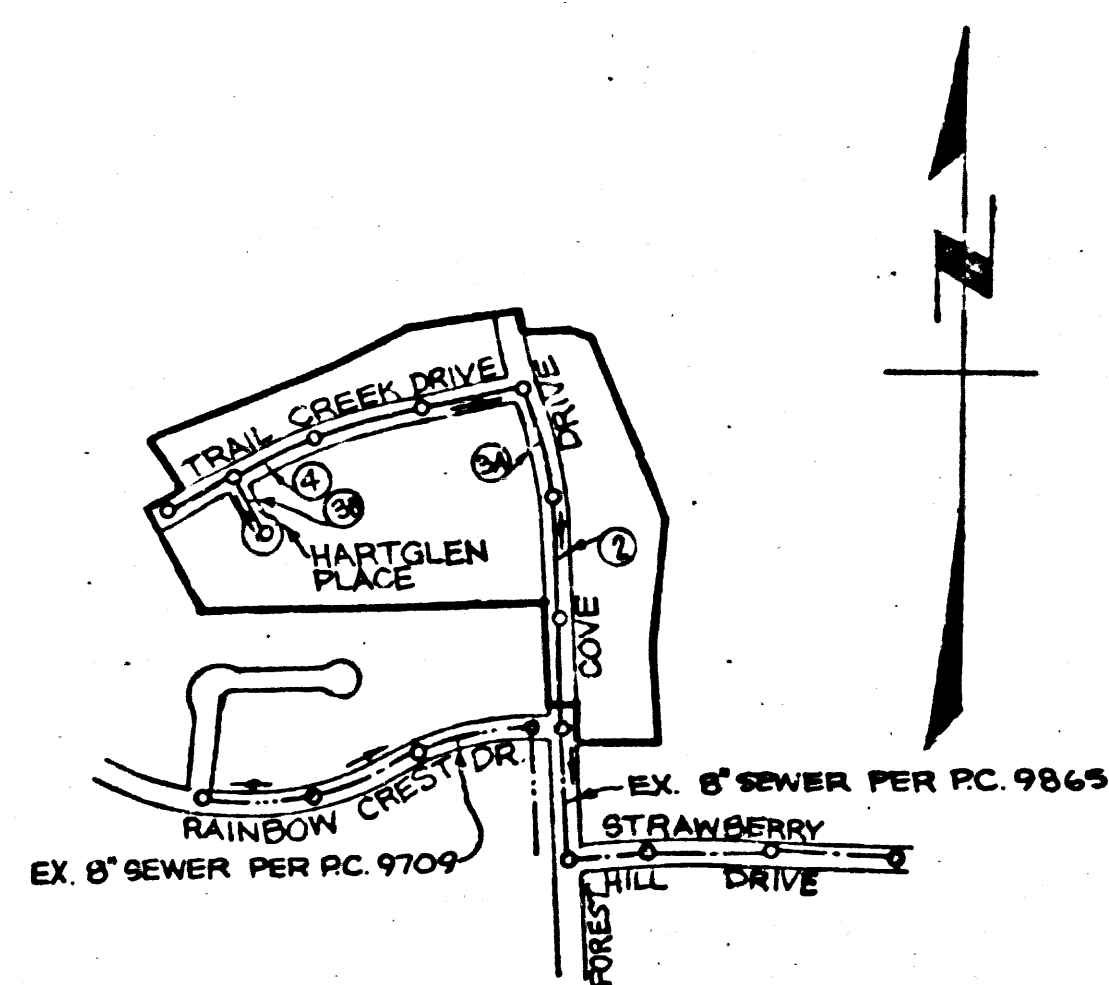 N
TRAIL CREEK DRIVE
DRIVE
3A
4
3B
2
HARTGLEN
PLACE
COVE
RAINBOW CREST DR.
EX. 8" SEWER PER P.C. 9865
STRAWBERRY
EX. 8" SEWER PER P.C. 9709
HILL DRIVE
FOREST